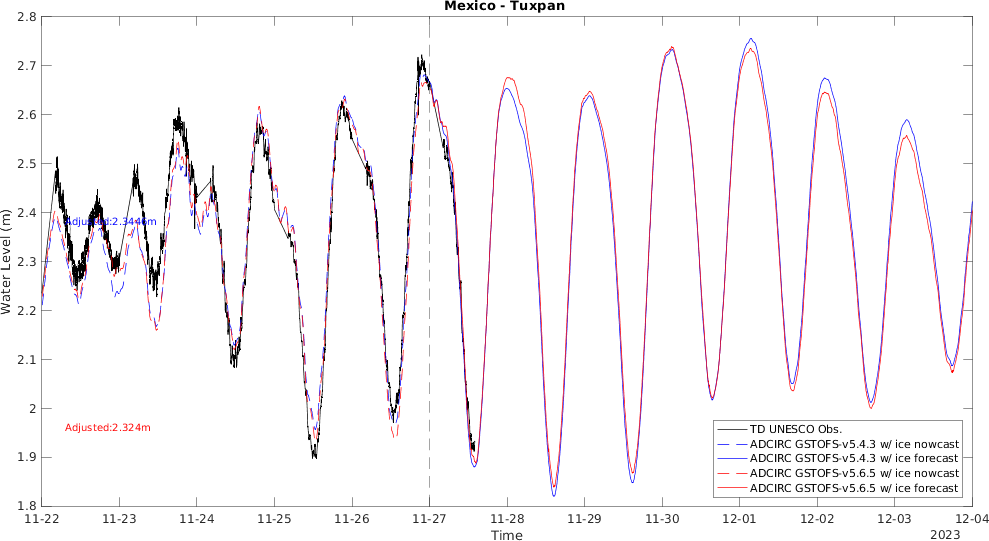 Mexico - Tuxpan
2.8
2.7
2.6
2.5
2.4
2.3
2.2
2.1
2
1.9
1.8
Water Level (m)
Adjusted:2.3446m
Adjusted:2.324m
TD UNESCO Obs.
ADCIRC GSTOFS-v5.4.3 w/ ice nowcast
ADCIRC GSTOFS-v5.4.3 w/ ice forecast
ADCIRC GSTOFS-v5.6.5 w/ ice nowcast
ADCIRC GSTOFS-v5.6.5 w/ ice forecast
11-22 11-23 11-24 11-25 11-26 11-27 11-28 11-29 11-30 12-01 12-02 12-03 12-04
Time
2023